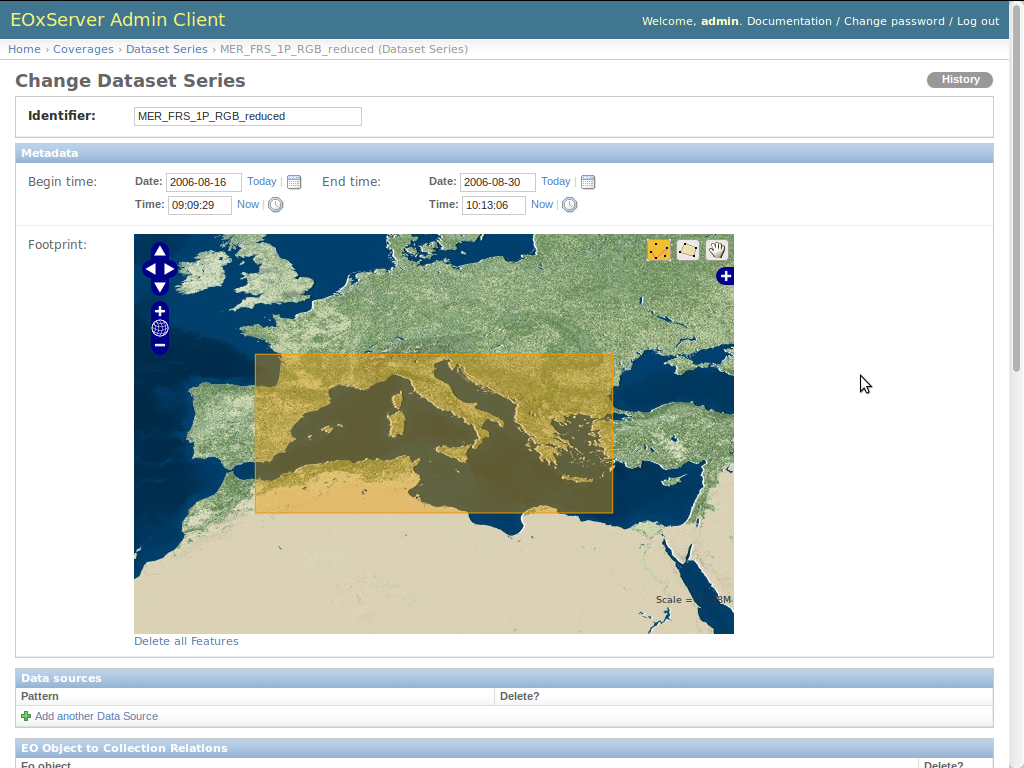 EOxServer Admin Client
Welcome, admin. Documentation / Change password / Log out
Home › Coverages › Dataset Series › MER_FRS_1P_RGB_reduced (Dataset Series)
Change Dataset Series
History
Identifier:
MER_FRS_1P_RGB_reduced
Metadata
Begin time:
Date: 2006-08-16 Today |
Time: 09:09:29 Now |
End time:
Date: 2006-08-30 Today |
Time: 10:13:06 Now |
Footprint:
Scale =
Delete all Features
Data sources
Pattern
Delete?
Add another Data Source
EO Object to Collection Relations
Eo object
Delete?